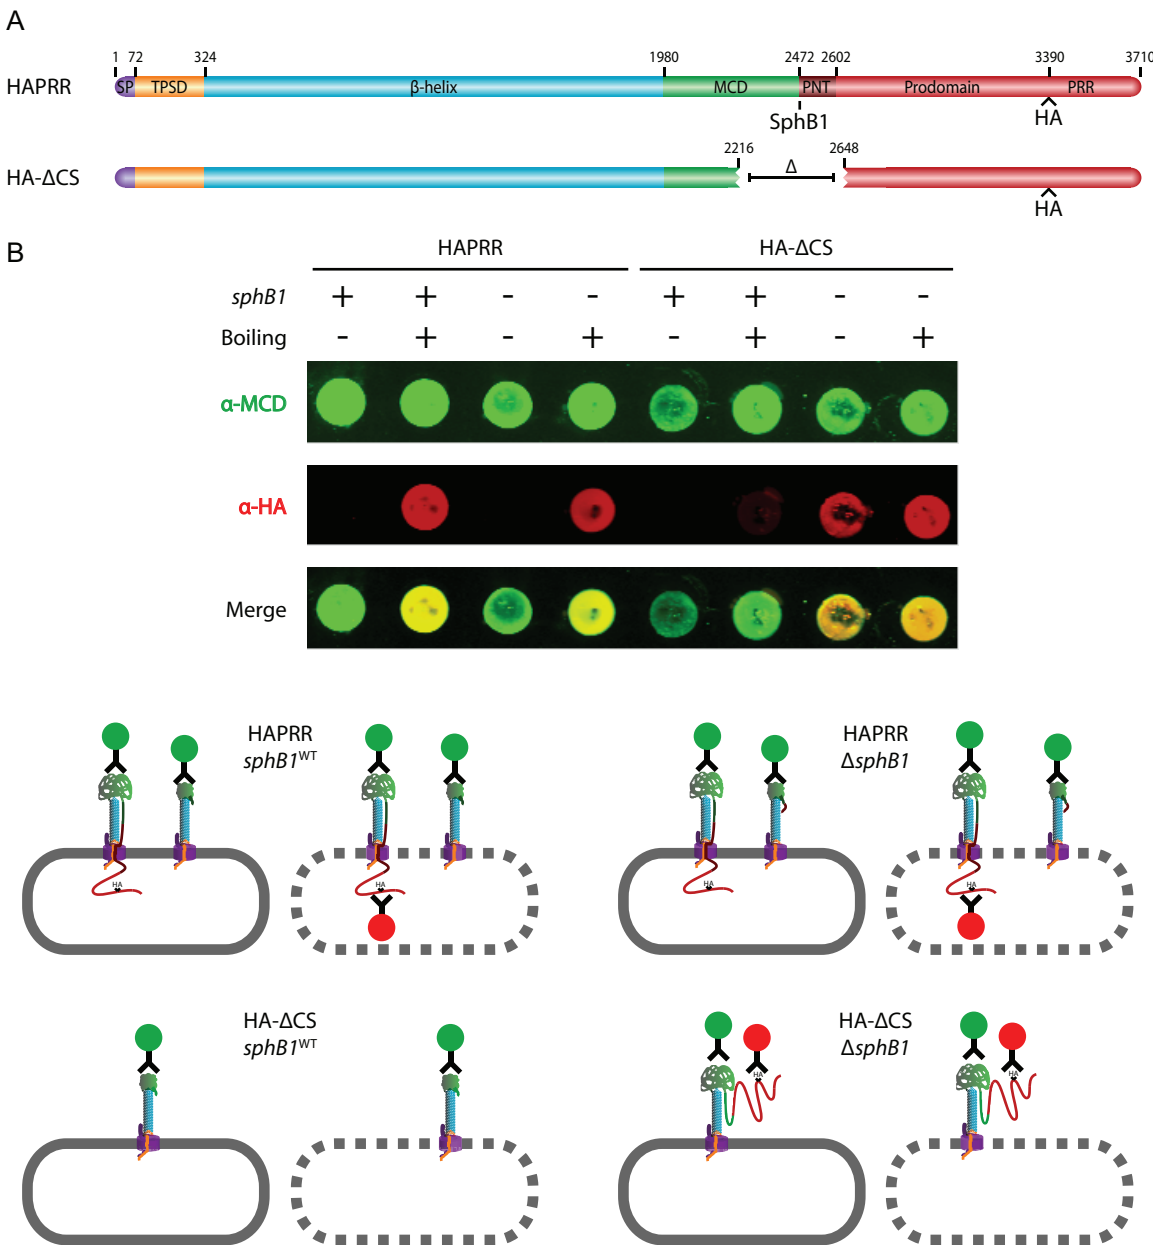 A
1 72 324 1980 2472 2602 3390 3710
HAPRR SP TPSD β-helix MCD PNT Prodomain PRR
SphB1 HA
2216 2648
HA-ΔCS Δ
HA
B
HAPRR HA-ΔCS
sphB1 + + - - + + - -
Boiling - + - + - + - +
α-MCD
α-HA
Merge
HAPRR
sphB1WT
HAPRR
ΔsphB1
HA HA HA HA
HA-ΔCS
sphB1WT
HA-ΔCS
ΔsphB1
HA HA